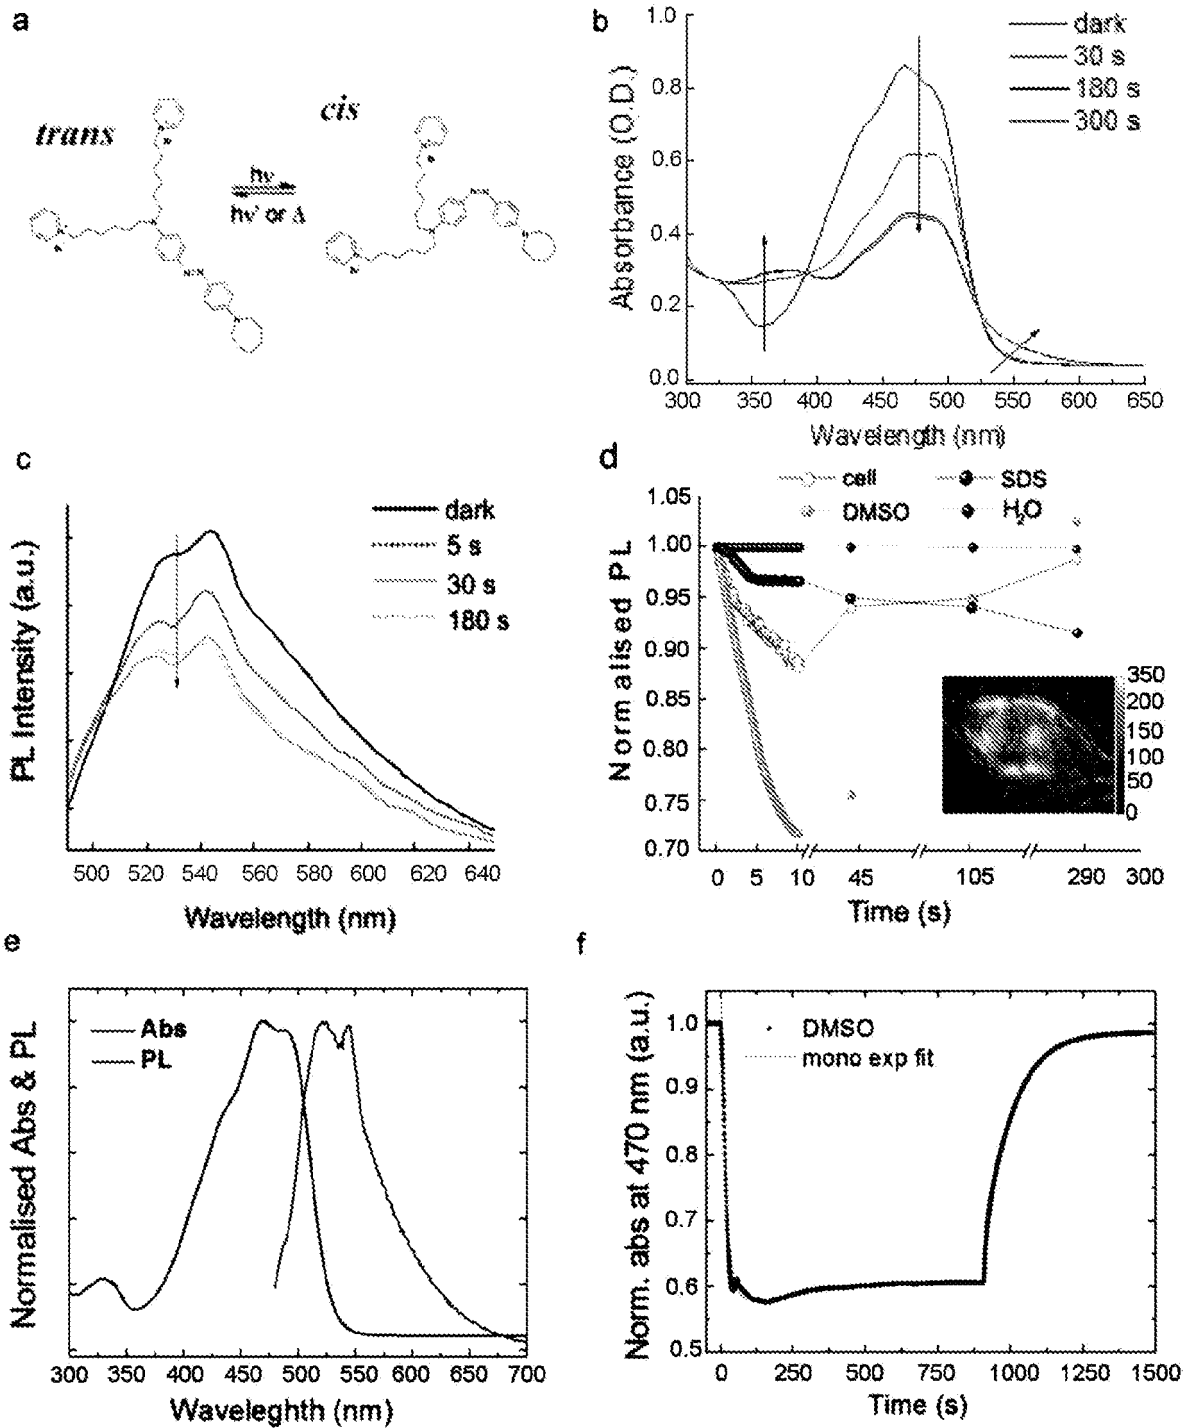 a
trans
cis
hν
hν' or Δ
N=N
b
dark
30 s
180 s
300 s
Absorbance (O.D.)
1.0
0.8
0.6
0.4
0.2
0.0
300 350 400 450 500 550 600 650
Wavelength (nm)
c
dark
5 s
30 s
180 s
PL Intensity (a.u.)
500 520 540 560 580 600 620 640
Wavelength (nm)
d
cell SDS
DMSO H₂O
Normalised PL
1.05
1.00
0.95
0.90
0.85
0.80
0.75
0.70
350
200
150
100
50
0
0 5 10 45 105 290 300
Time (s)
e
Abs
PL
Normalised Abs & PL
300 350 400 450 500 550 600 650 700
Waveleghth (nm)
f
DMSO
mono exp fit
Norm. abs at 470 nm (a.u.)
1.0
0.9
0.8
0.7
0.6
0.5
0 250 500 750 1000 1250 1500
Time (s)